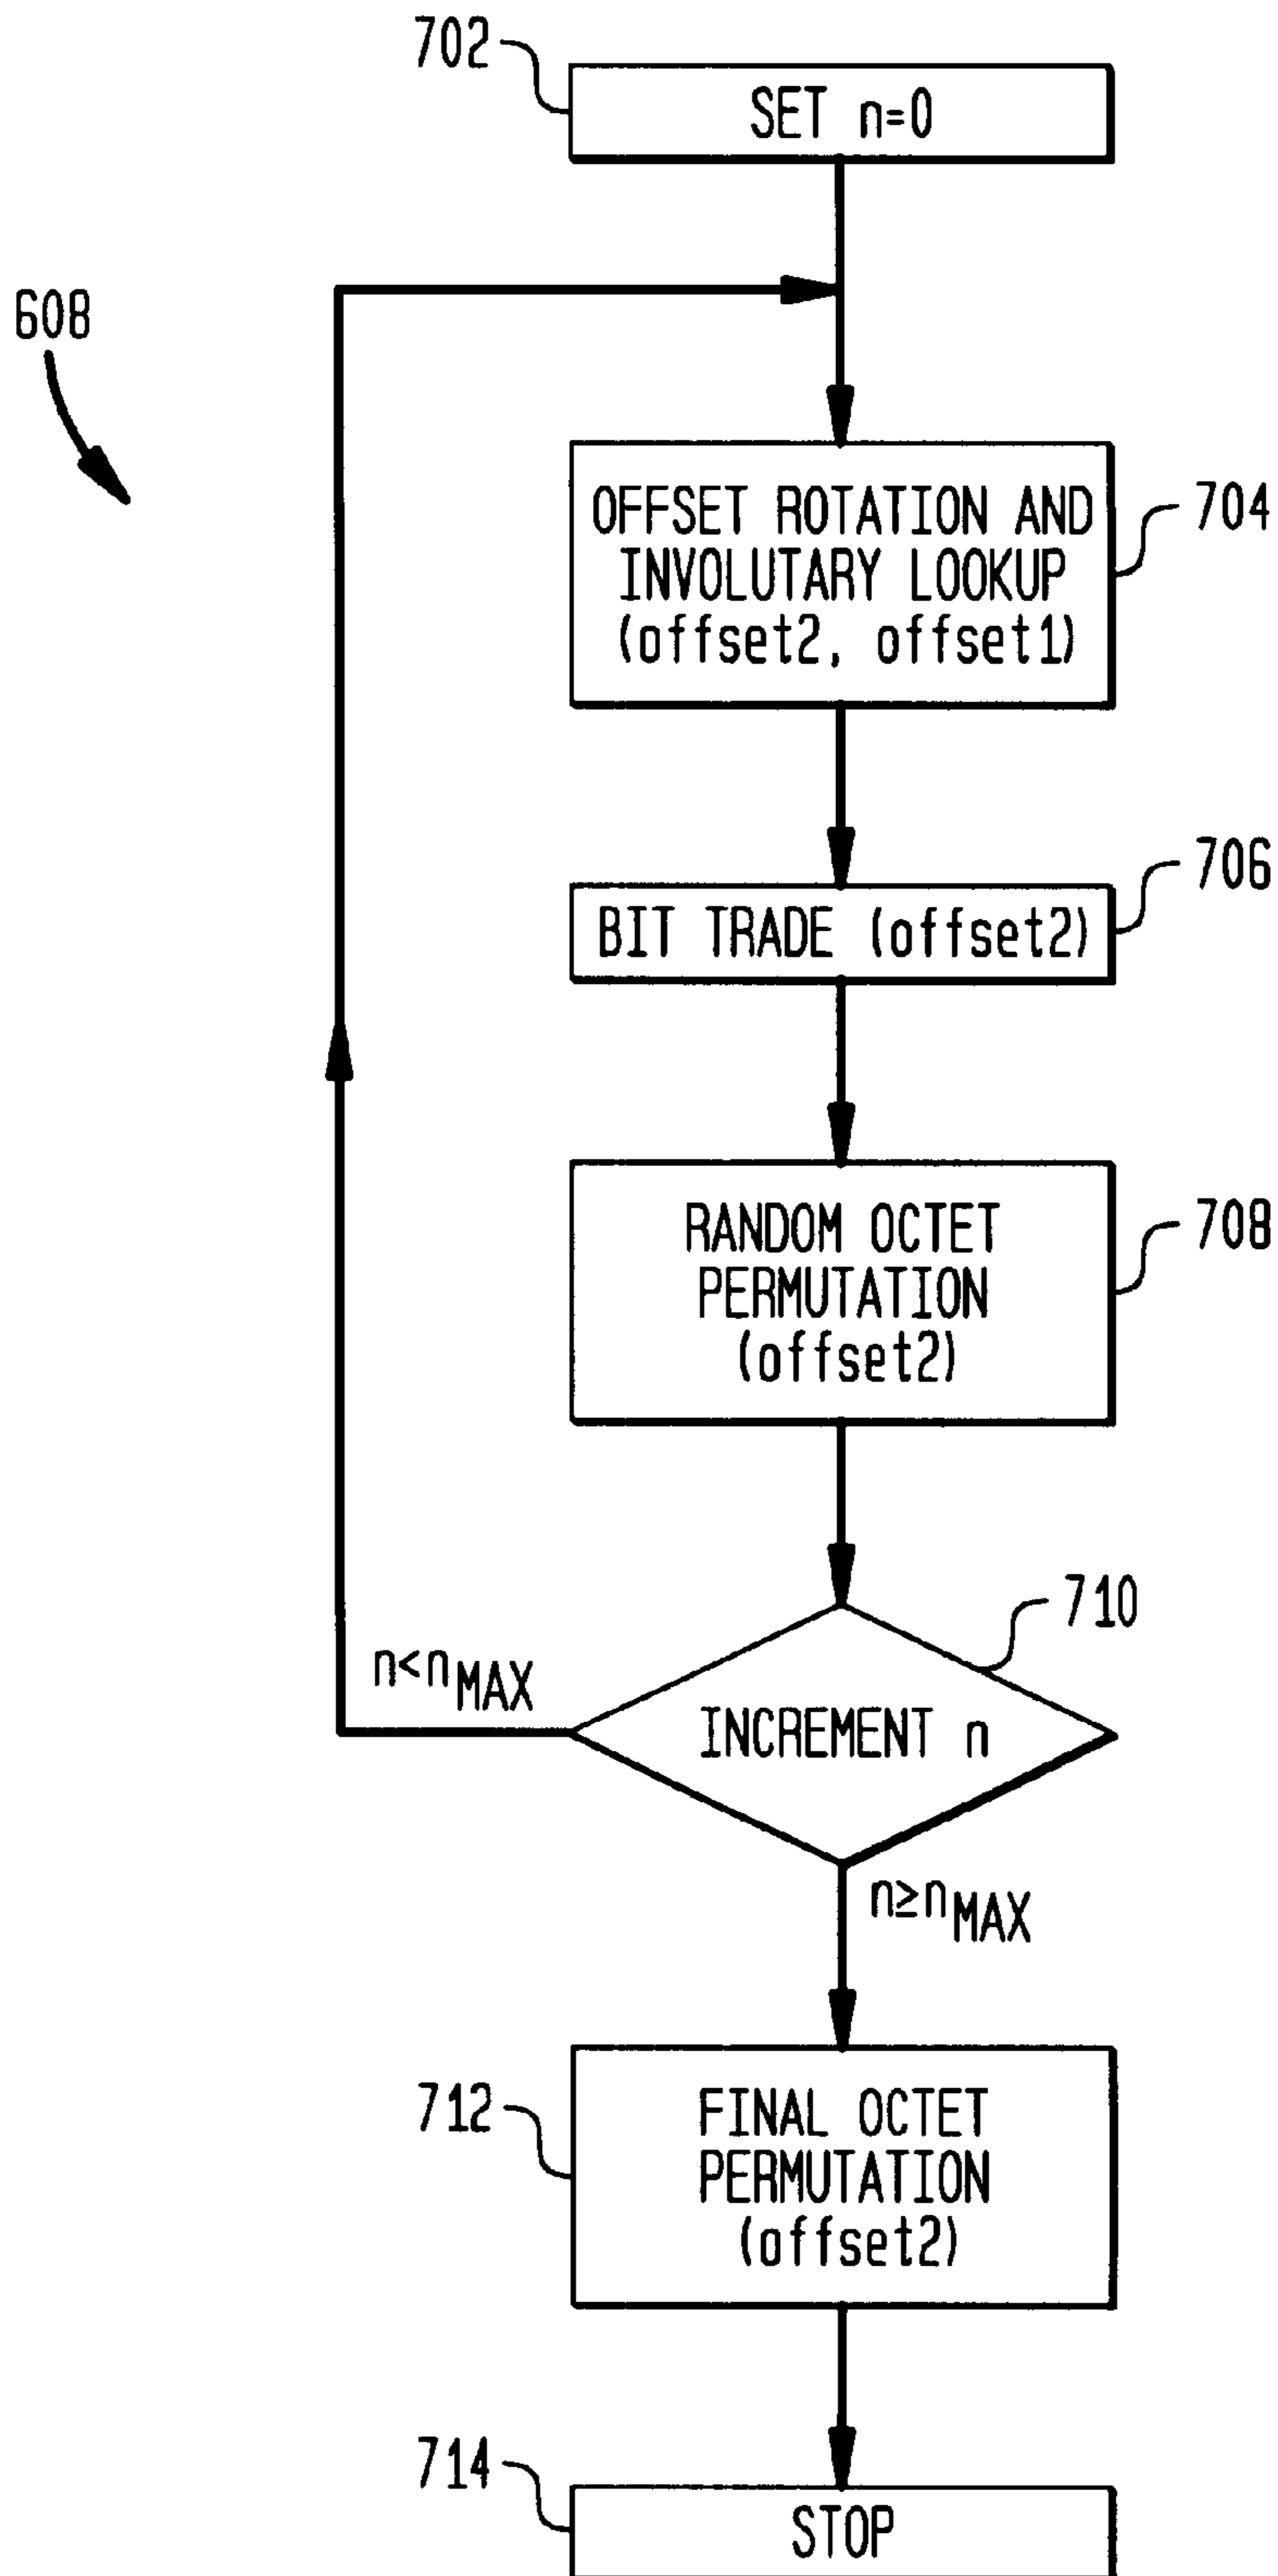 702
SET n=0
608
OFFSET ROTATION AND
INVOLUTARY LOOKUP
(offset2, offset1)
704
BIT TRADE (offset2)
706
RANDOM OCTET
PERMUTATION
(offset2)
708
710
n<nMAX
INCREMENT n
n≥nMAX
712
FINAL OCTET
PERMUTATION
(offset2)
714
STOP